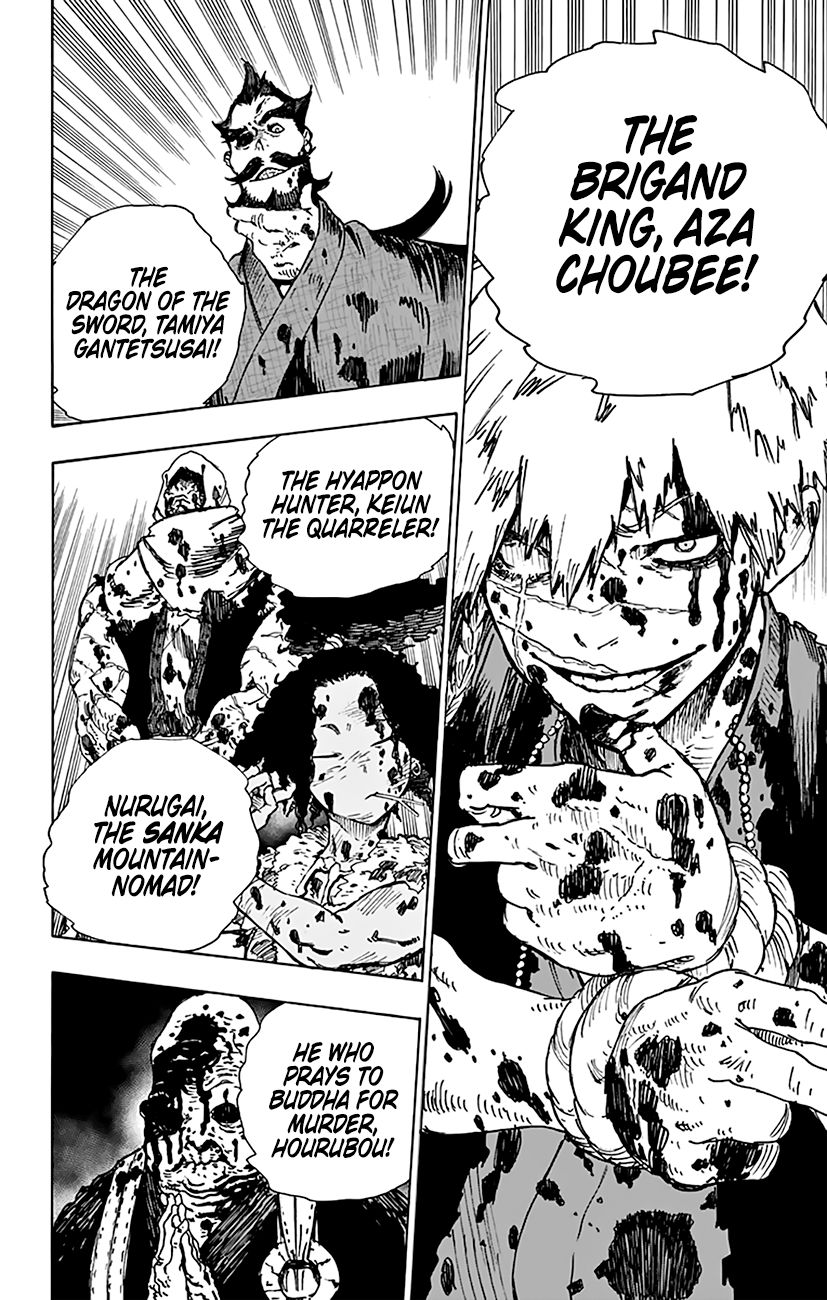 THE
BRIGAND
KING, AZA
CHOUBEE!
THE
DRAGON OF THE
SWORD, TAMIYA
GANTETSUSAI!
THE HYAPPON
HUNTER, KEIUN
THE QUARRELER!
NURUGAI,
THE SANKA
MOUNTAIN-
NOMAD!
HE WHO
PRAYS TO
BUDDHA FOR
MURDER,
HOURUBOU!